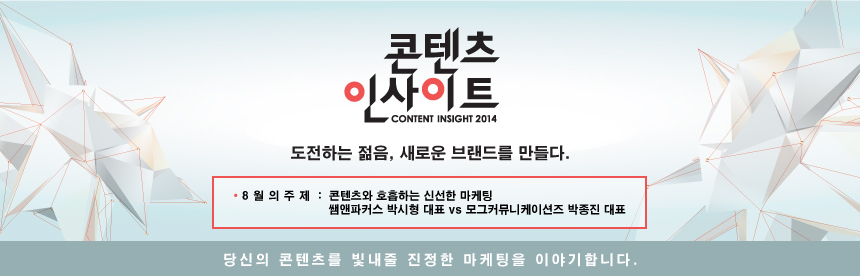 콘텐츠
인사이트
CONTENT INSIGHT 2014
도전하는 젊음, 새로운 브랜드를 만들다.
• 8 월 의 주 제 : 콘텐츠와 호흡하는 신선한 마케팅
쌤앤파커스 박시형 대표 vs 모그커뮤니케이션즈 박종진 대표
당신의 콘텐츠를 빛내줄 진정한 마케팅을 이야기합니다.